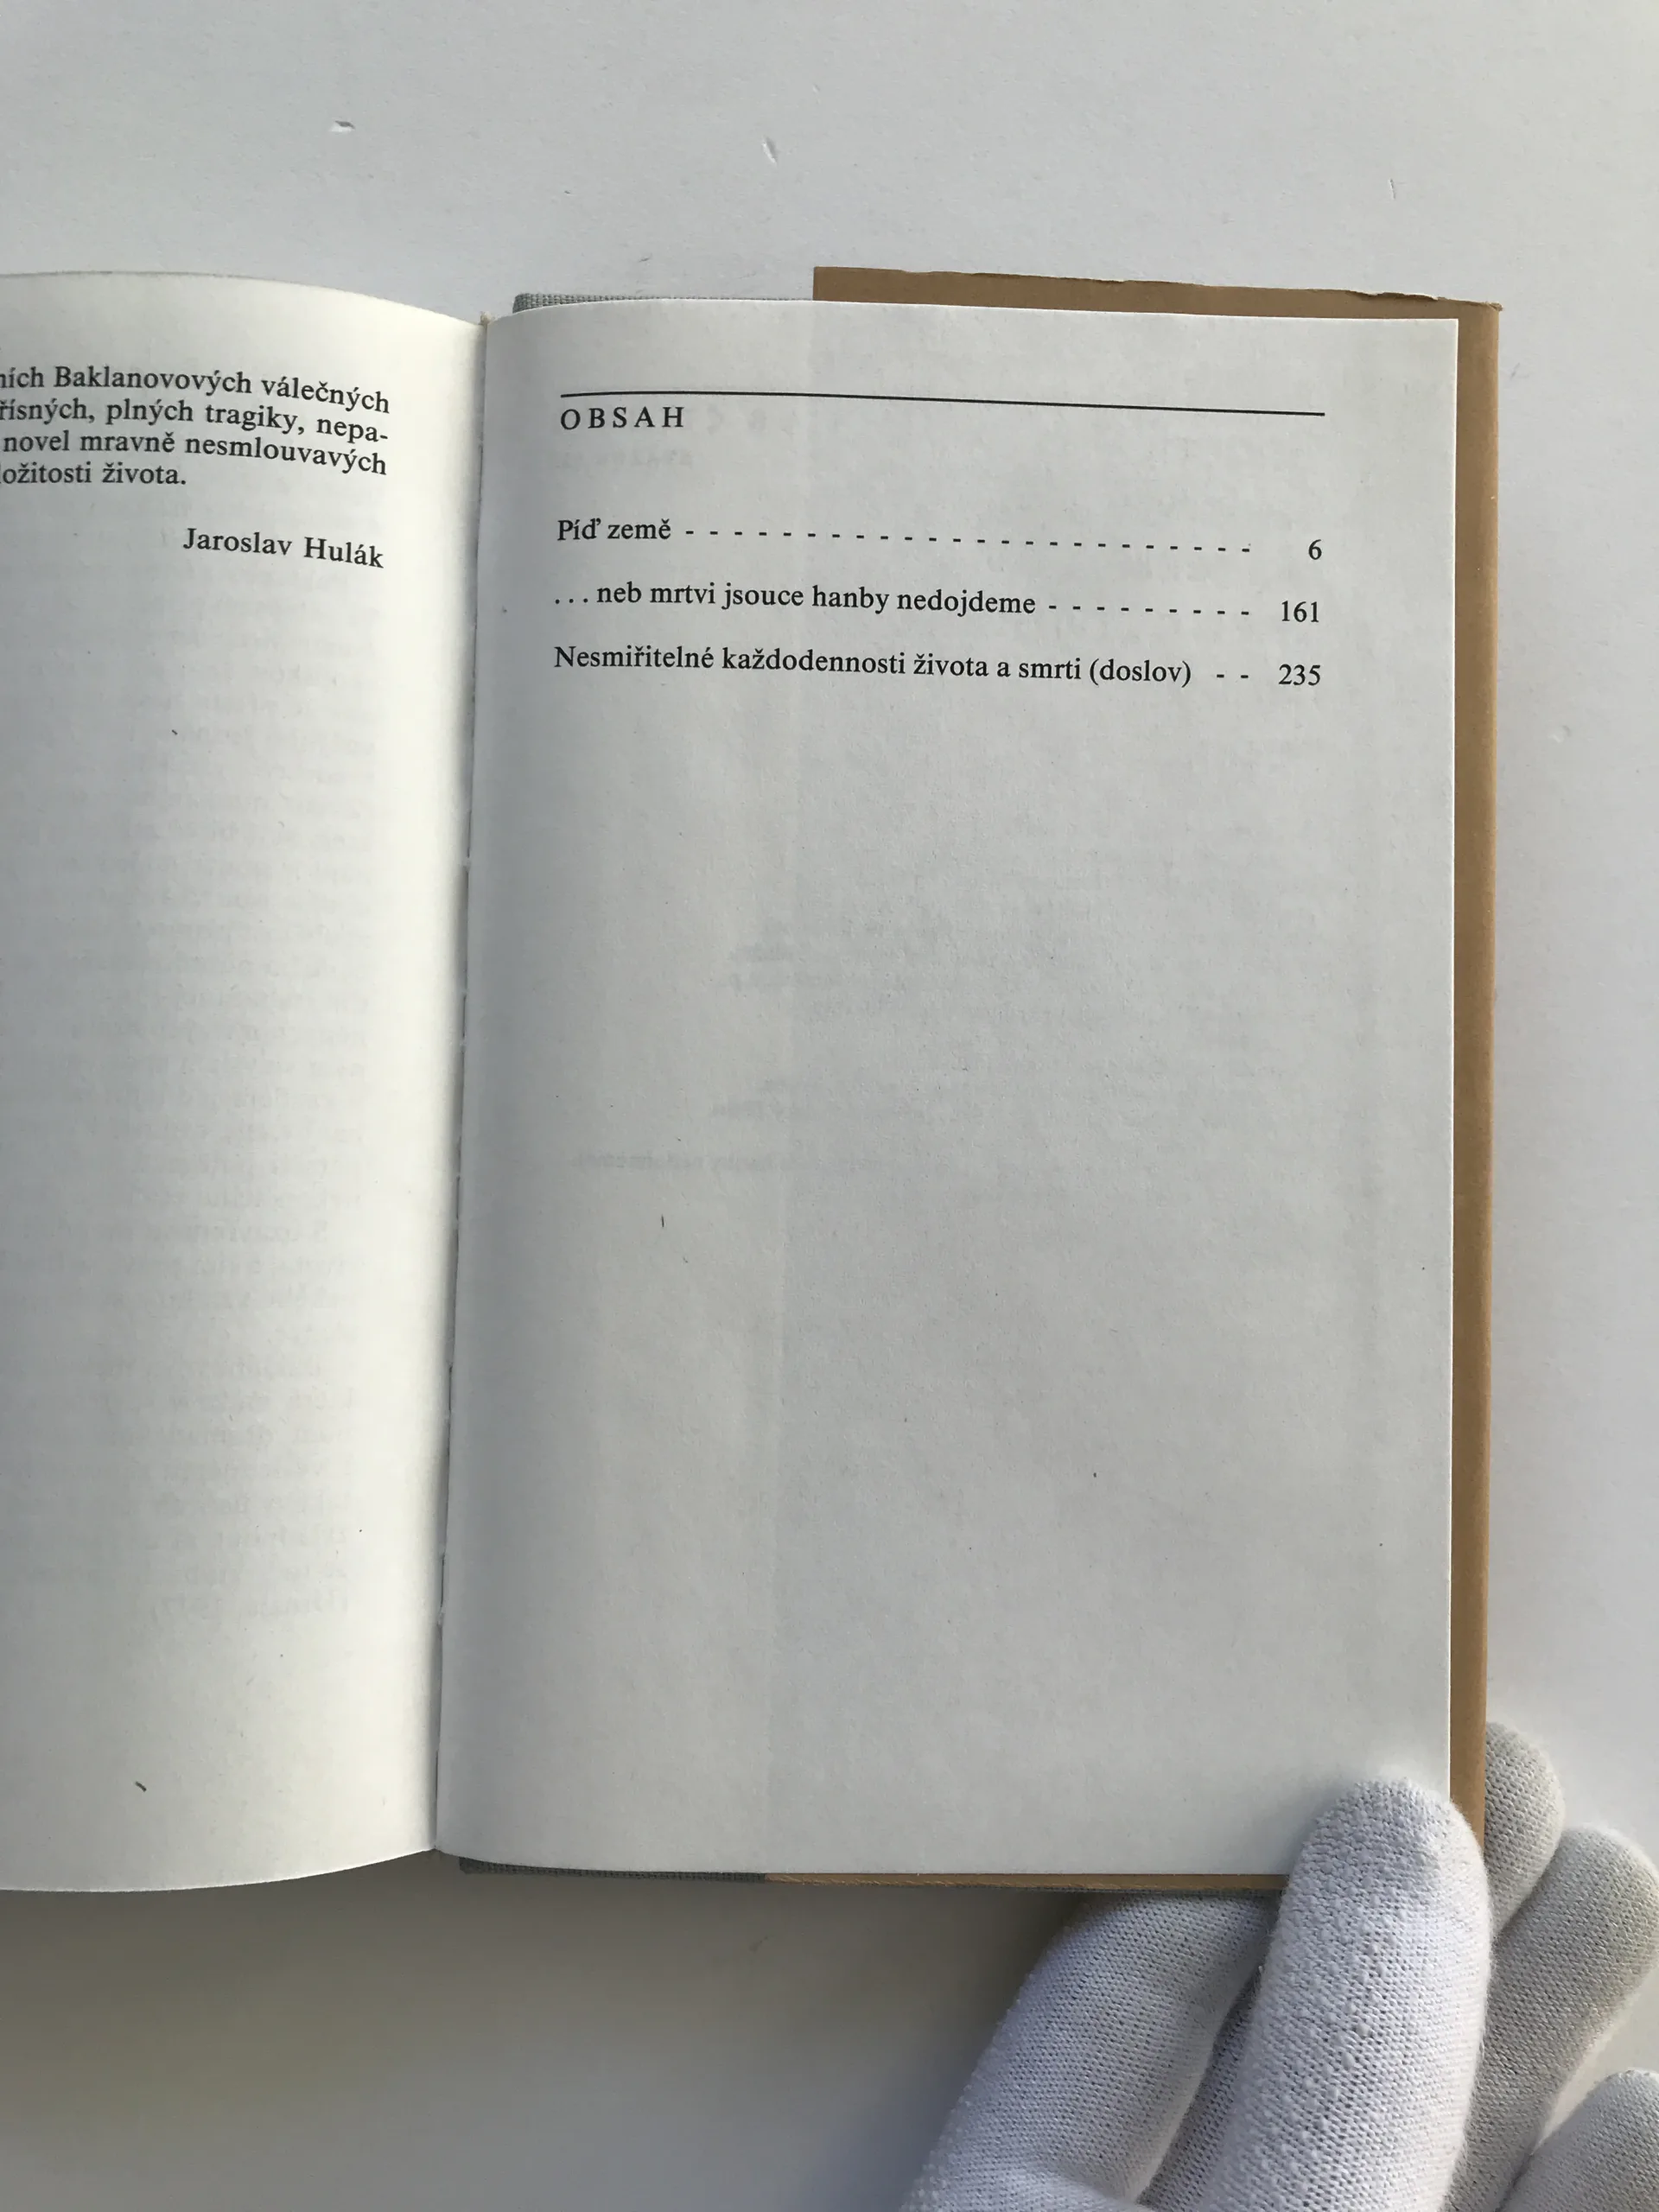 ních Baklanovových válečných
řísných, plných tragiky, nepa-
novel mravně nesmlouvavých
ožitosti života.
Jaroslav Hulák
OBSAH
Píď země - - - - - - - - - - - - - - - - - - - - - - - - 6
... neb mrtvi jsouce hanby nedojdeme - - - - - - - - - 161
Nesmiřitelné každodennosti života a smrti (doslov) - - 235